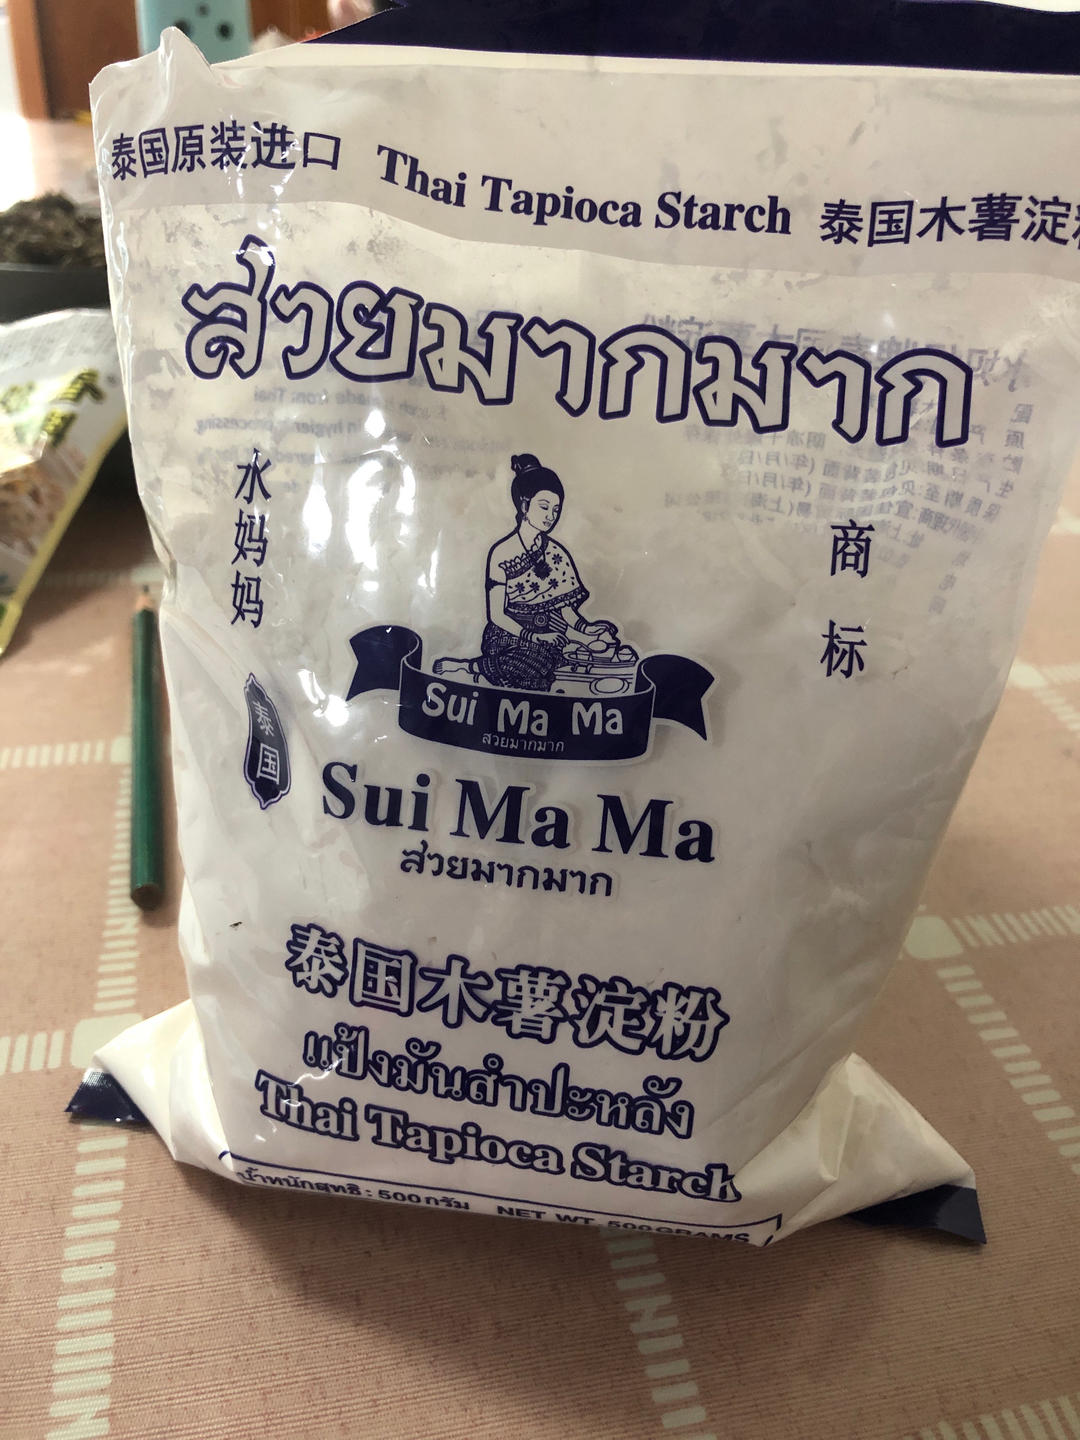 泰国原装进口 Thai Tapioca Starch 泰国木薯淀
สวยมากมาก
水妈妈
商标
泰国
Sui Ma Ma
สวยมากมาก
Sui Ma Ma
สวยมากมาก
泰国木薯淀粉
แป้งมันสำปะหลัง
Thai Tapioca Starch
น้ำหนักสุทธิ : 500 กรัม NET WT. 500 GRAMS